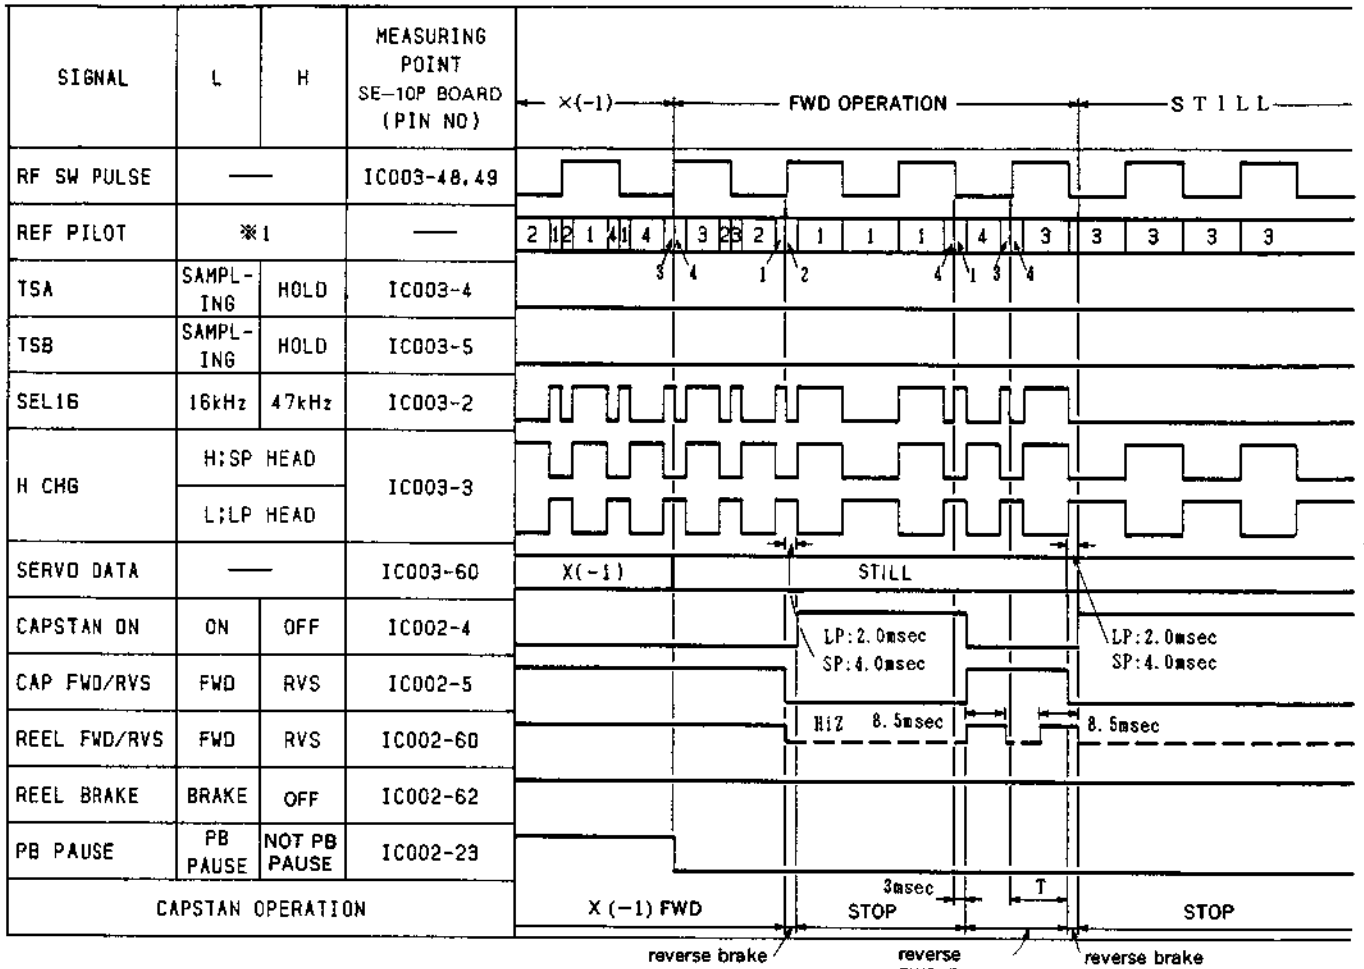 SIGNAL
L
H
MEASURING
POINT
SE-10P BOARD
(PIN NO)
×(-1)
FWD OPERATION
STILL
RF SW PULSE
—
IC003-48,49
REF PILOT
※1
—
2 1 2 1 4 1 4 3 2 3 2 1 1 1 4 3 3 3 3 3
3 4 1 2 4 1 3 4
TSA
SAMPL-
ING
HOLD
IC003-4
TSB
SAMPL-
ING
HOLD
IC003-5
SEL16
16kHz
47kHz
IC003-2
H CHG
H;SP HEAD
L;LP HEAD
IC003-3
SERVO DATA
—
IC003-60
X(-1)
STILL
CAPSTAN ON
ON
OFF
IC002-4
LP:2.0msec
SP:4.0msec
LP:2.0msec
SP:4.0msec
CAP FWD/RVS
FWD
RVS
IC002-5
REEL FWD/RVS
FWD
RVS
IC002-60
HiZ
8.5msec
8.5msec
REEL BRAKE
BRAKE
OFF
IC002-62
PB PAUSE
PB
PAUSE
NOT PB
PAUSE
IC002-23
3msec
T
CAPSTAN OPERATION
X (-1) FWD
STOP
STOP
reverse brake
reverse
reverse brake